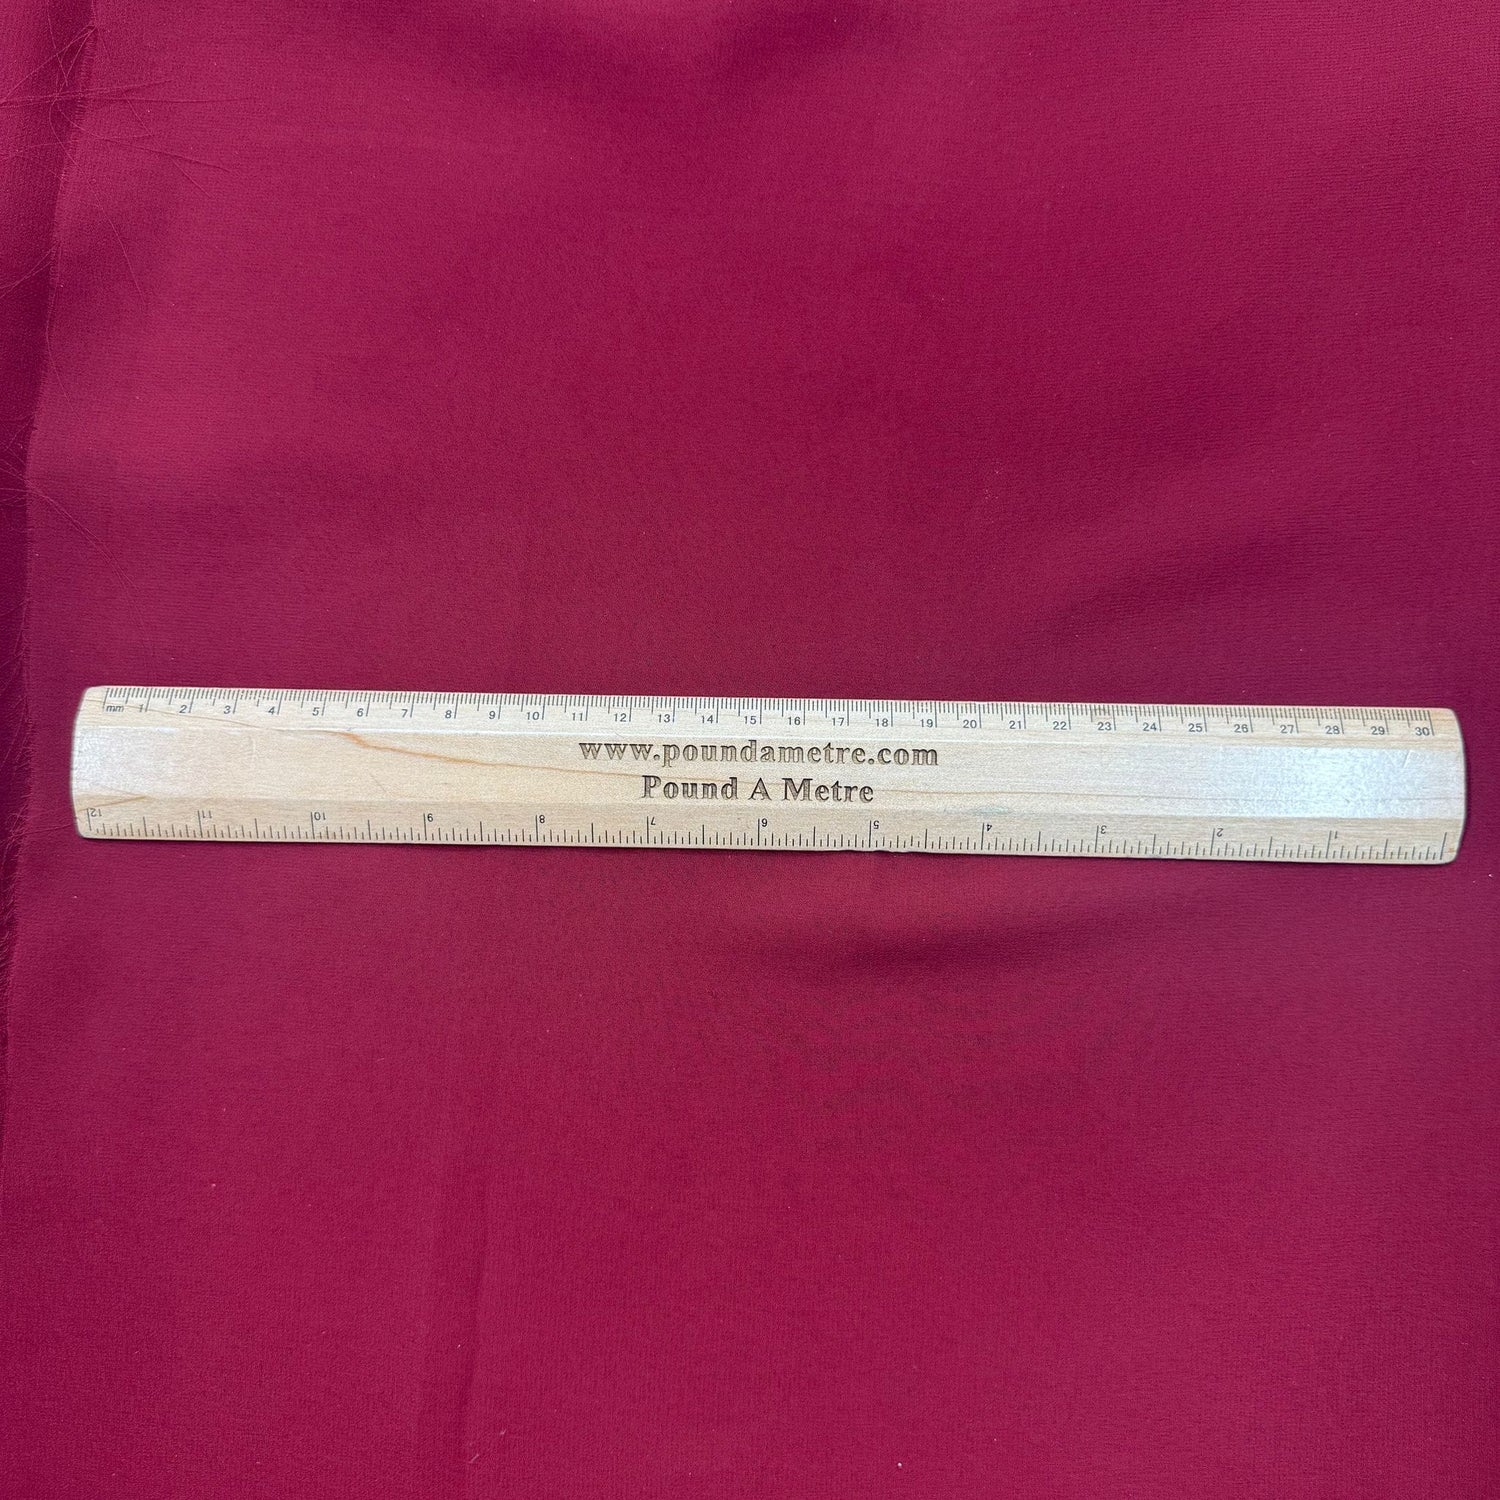 mm 1 2 3 4 5 6 7 8 9 10 11 12 13 14 15 16 17 18 19 20 21 22 23 24 25 26 27 28 29 30
www.poundametre.com
Pound A Metre
12 11 10 9 8 7 6 5 4 3 2 1